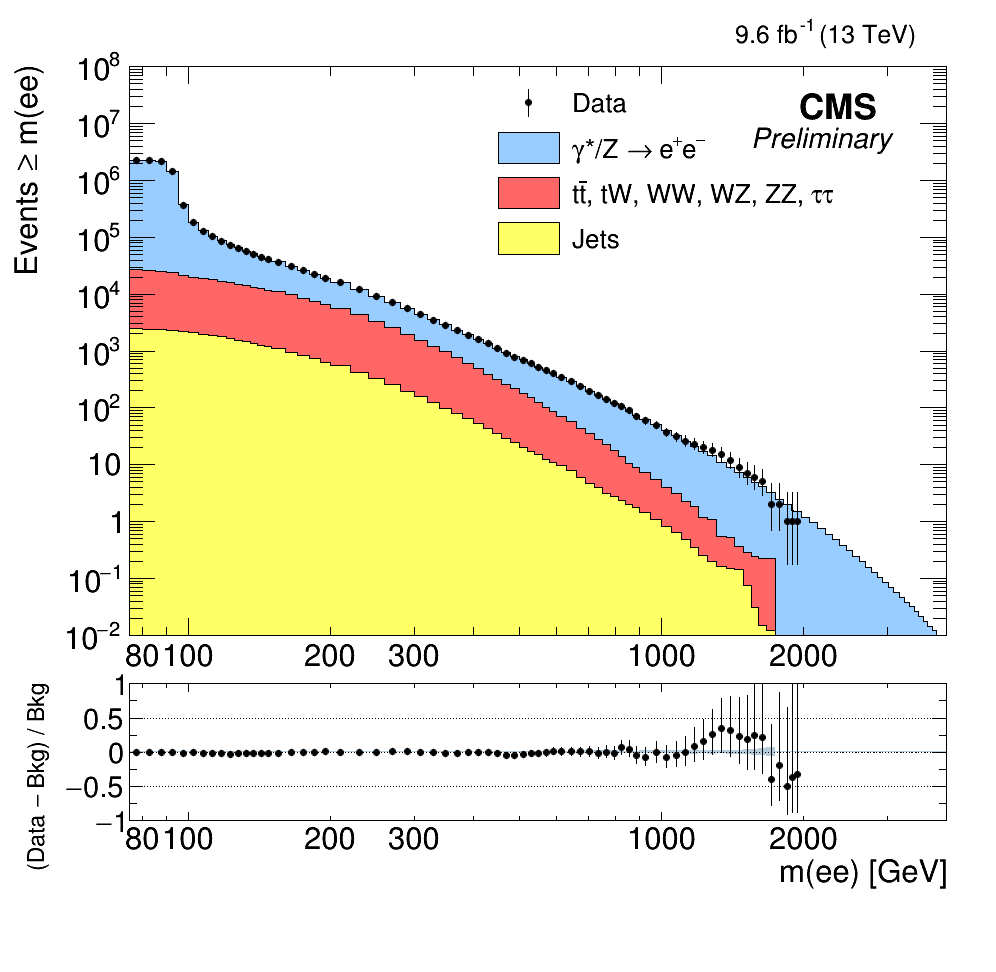 9.6 fb⁻¹ (13 TeV)
Events ≥ m(ee)
10⁸
10⁷
10⁶
10⁵
10⁴
10³
10²
10
1
10⁻¹
10⁻²
Data
γ*/Z → e⁺e⁻
tt̄, tW, WW, WZ, ZZ, ττ
Jets
CMS
Preliminary
80 100 200 300 1000 2000
(Data − Bkg) / Bkg
1
0.5
0
−0.5
−1
80 100 200 300 1000 2000
m(ee) [GeV]